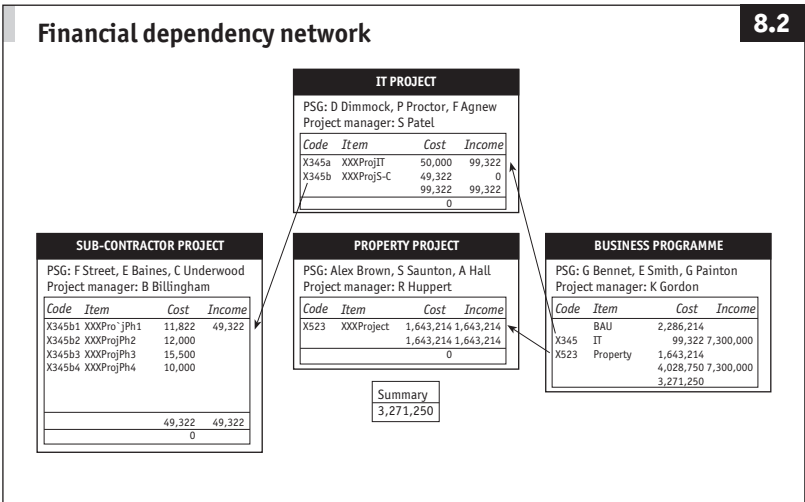 Financial dependency network
8.2
IT PROJECT
PSG: D Dimmock, P Proctor, F Agnew
Project manager: S Patel
Code Item Cost Income
X345a XXXProjIT 50,000 99,322
X345b XXXProjS-C 49,322 0
99,322 99,322
0
SUB-CONTRACTOR PROJECT
PSG: F Street, E Baines, C Underwood
Project manager: B Billingham
Code Item Cost Income
X345b1 XXXPro`jPh1 11,822 49,322
X345b2 XXXProjPh2 12,000
X345b3 XXXProjPh3 15,500
X345b4 XXXProjPh4 10,000
49,322 49,322
0
PROPERTY PROJECT
PSG: Alex Brown, S Saunton, A Hall
Project manager: R Huppert
Code Item Cost Income
X523 XXXProject 1,643,214 1,643,214
1,643,214 1,643,214
0
Summary
3,271,250
BUSINESS PROGRAMME
PSG: G Bennet, E Smith, G Painton
Project manager: K Gordon
Code Item Cost Income
BAU 2,286,214
X345 IT 99,322 7,300,000
X523 Property 1,643,214
4,028,750 7,300,000
3,271,250